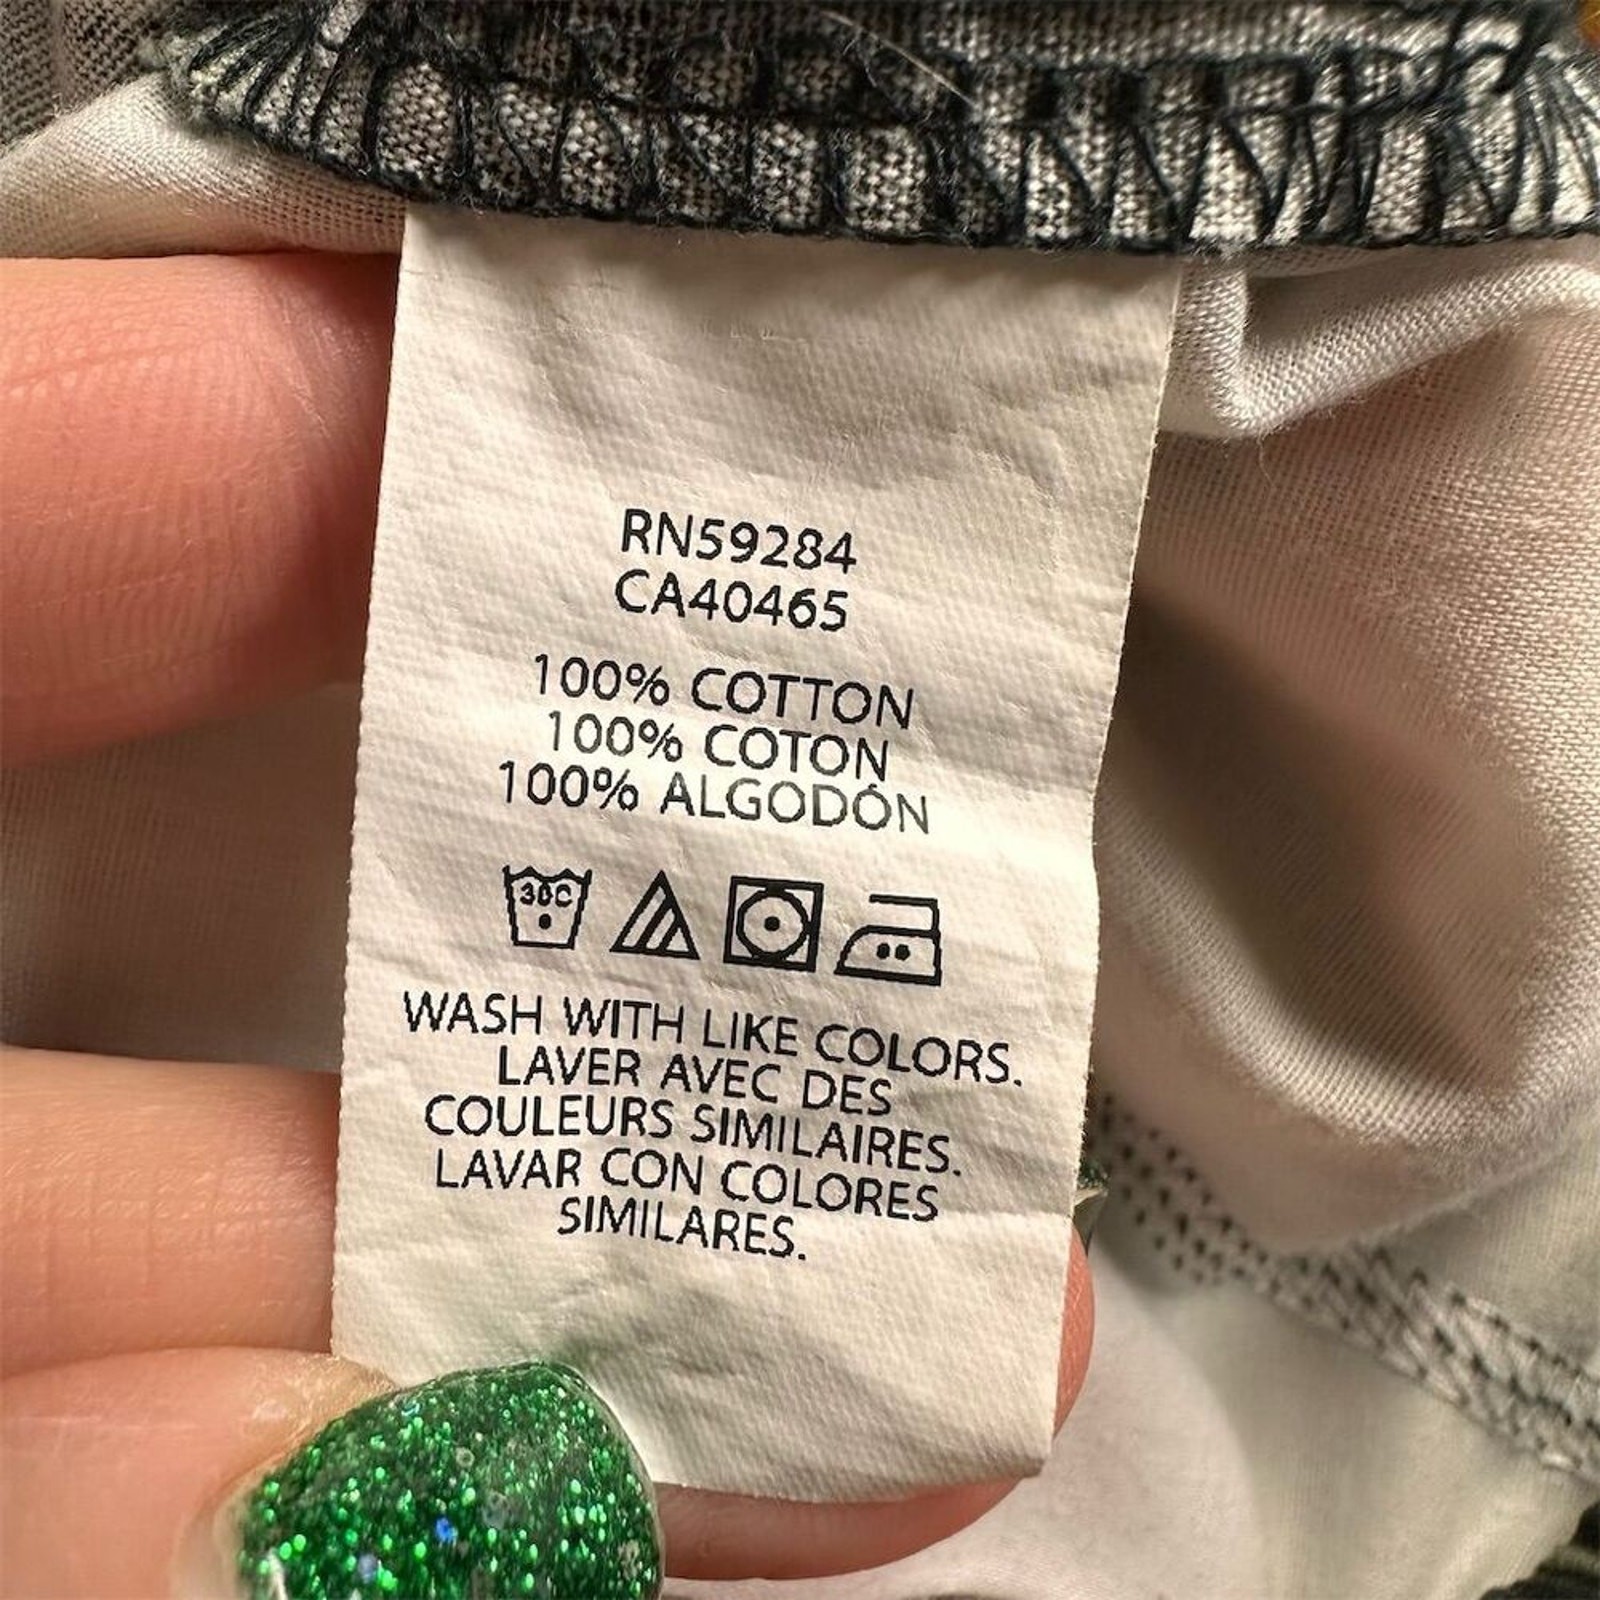 RN59284
CA40465
100% COTTON
100% COTON
100% ALGODÓN
30C
WASH WITH LIKE COLORS.
LAVER AVEC DES
COULEURS SIMILAIRES.
LAVAR CON COLORES
SIMILARES.